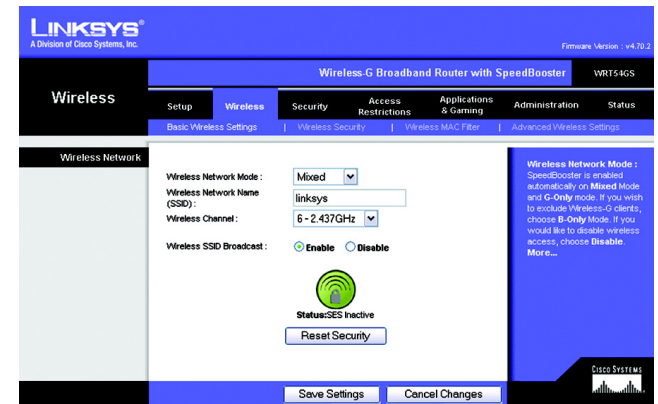 LINKSYS®
A Division of Cisco Systems, Inc.
Firmware Version : v4.70.2
Wireless-G Broadband Router with SpeedBooster WRT54GS
Wireless
Setup Wireless Security Access Restrictions Applications & Gaming Administration Status
Basic Wireless Settings | Wireless Security | Wireless MAC Filter | Advanced Wireless Settings
Wireless Network
Wireless Network Mode : Mixed
Wireless Network Name (SSID) : linksys
Wireless Channel : 6 - 2.437GHz
Wireless SSID Broadcast : Enable Disable
Status:SES Inactive
Reset Security
Wireless Network Mode :
SpeedBooster is enabled
automatically on Mixed Mode
and G-Only mode. If you wish
to exclude Wireless-G clients,
choose B-Only Mode. If you
would like to disable wireless
access, choose Disable.
More...
Save Settings Cancel Changes
CISCO SYSTEMS